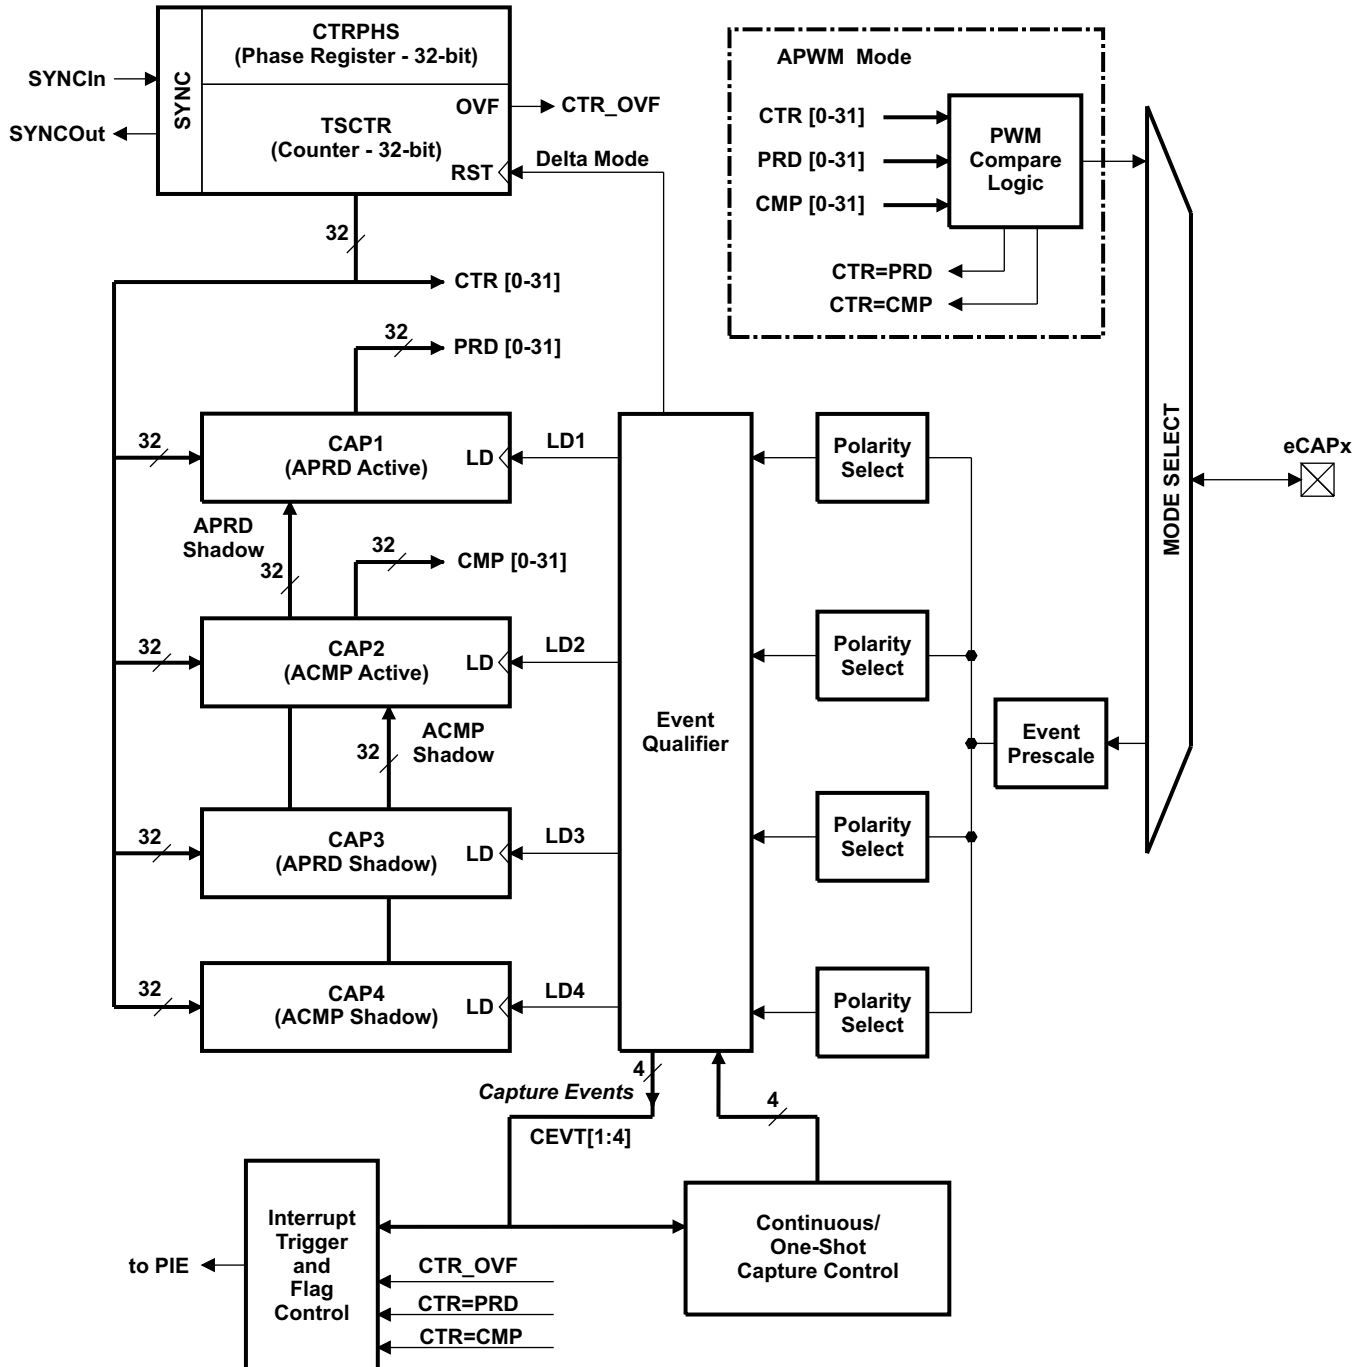 CTRPHS
(Phase Register - 32-bit)
SYNC
SYNCIn
SYNCOut
OVF
CTR_OVF
TSCTR
(Counter - 32-bit)
RST
Delta Mode
32
CTR [0-31]
32
PRD [0-31]
APWM Mode
CTR [0-31]
PRD [0-31]
CMP [0-31]
PWM
Compare
Logic
CTR=PRD
CTR=CMP
MODE SELECT
eCAPx
32
CAP1
(APRD Active)
LD
LD1
Polarity
Select
APRD
Shadow
32
32
CMP [0-31]
32
CAP2
(ACMP Active)
LD
LD2
Polarity
Select
Event
Qualifier
Event
Prescale
ACMP
Shadow
32
32
CAP3
(APRD Shadow)
LD
LD3
Polarity
Select
32
CAP4
(ACMP Shadow)
LD
LD4
Polarity
Select
4
Capture Events
CEVT[1:4]
4
Interrupt
Trigger
and
Flag
Control
to PIE
CTR_OVF
CTR=PRD
CTR=CMP
Continuous/
One-Shot
Capture Control